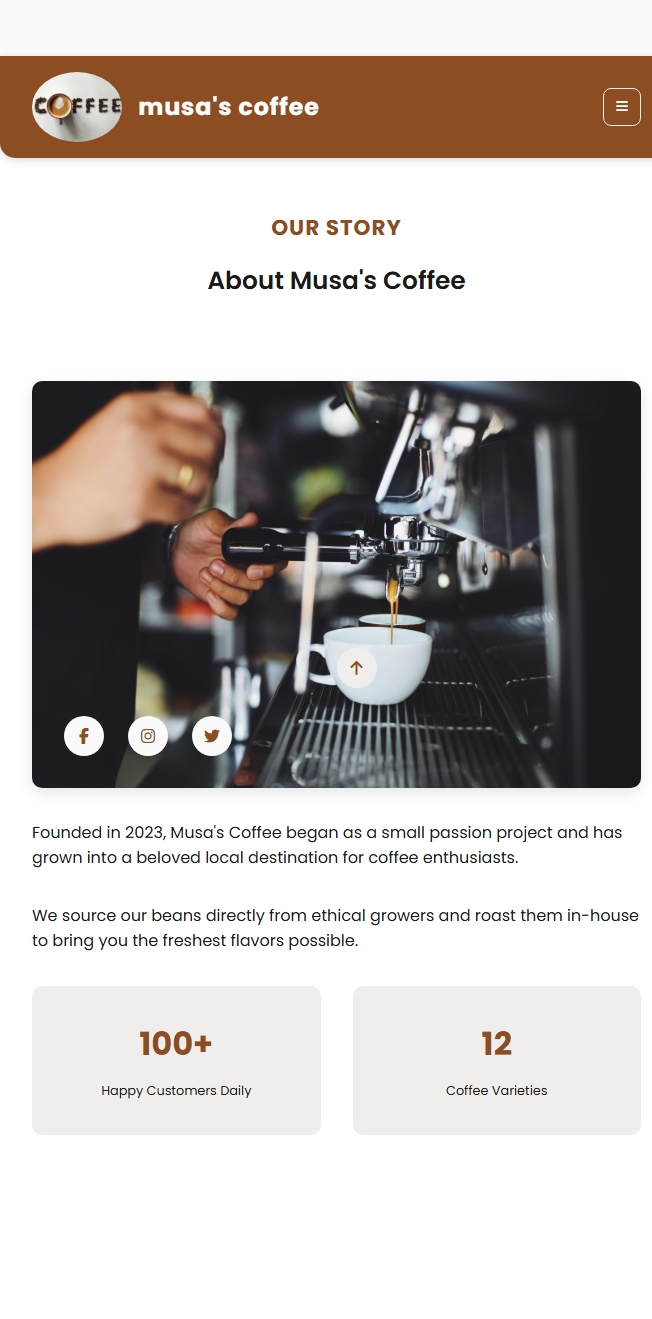 COFFEE
musa's coffee
OUR STORY
About Musa's Coffee
Founded in 2023, Musa's Coffee began as a small passion project and has
grown into a beloved local destination for coffee enthusiasts.
We source our beans directly from ethical growers and roast them in-house
to bring you the freshest flavors possible.
100+
Happy Customers Daily
12
Coffee Varieties